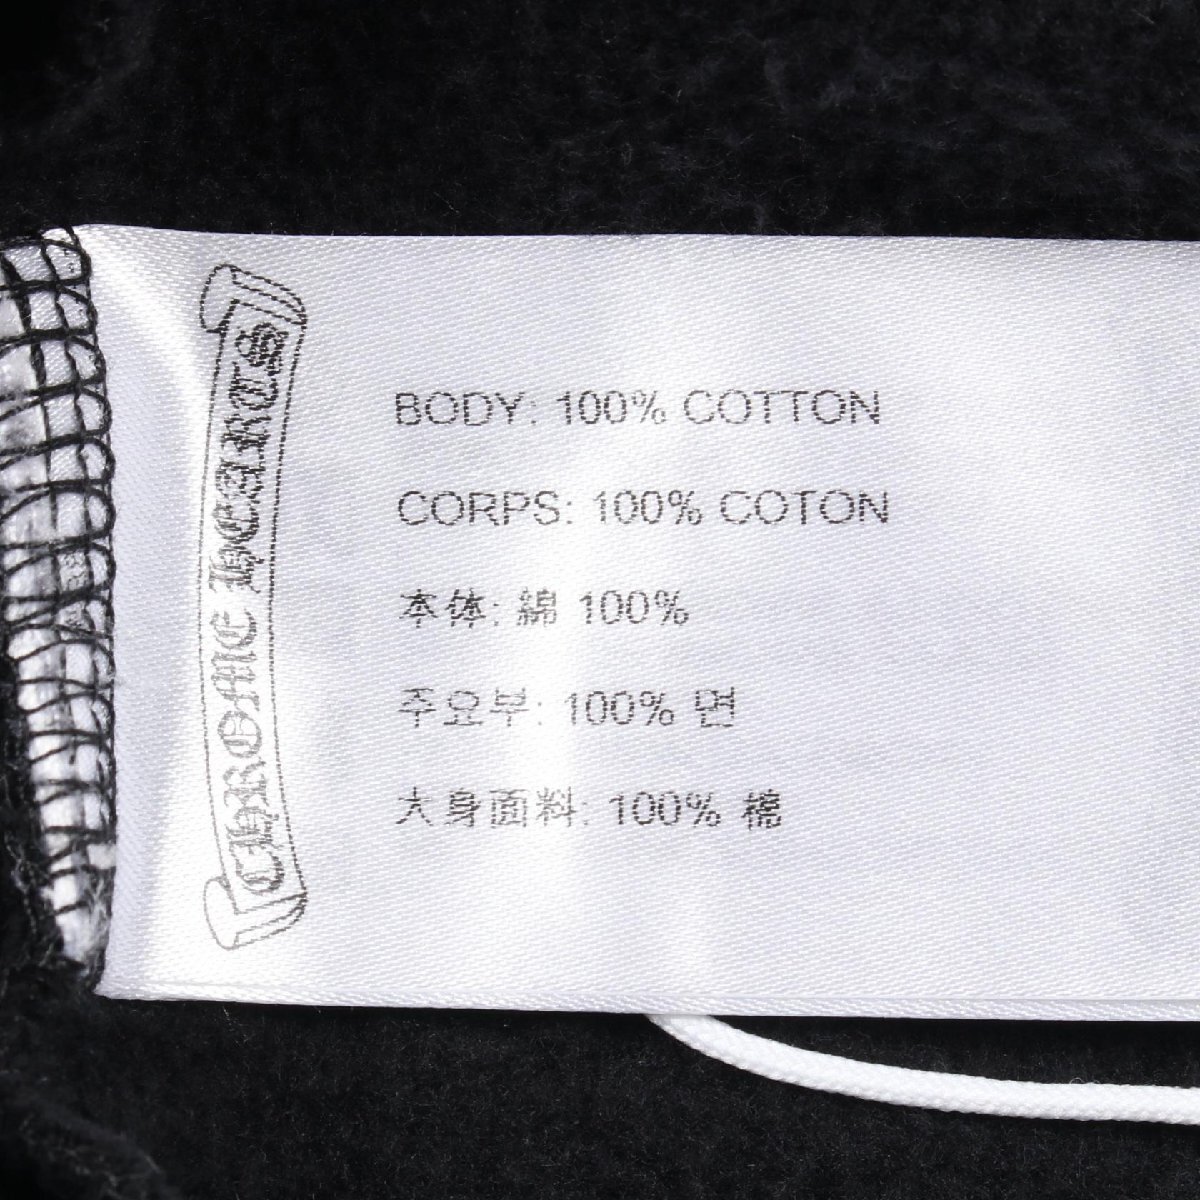 CHROME HEARTS
BODY: 100% COTTON
CORPS: 100% COTON
本体: 綿 100%
주요부: 100% 면
大身面料: 100% 棉